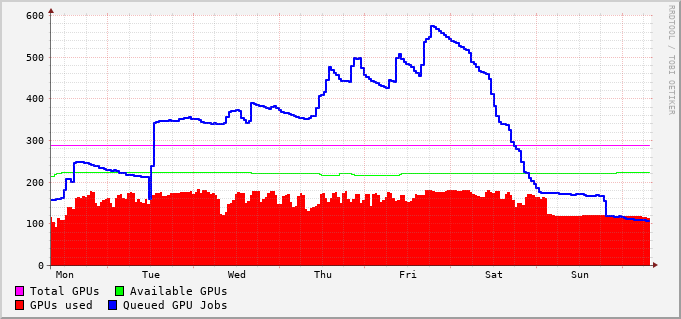 600
500
400
300
200
100
0
Mon Tue Wed Thu Fri Sat Sun
Total GPUs Available GPUs
GPUs used Queued GPU Jobs
RRDTOOL / TOBI OETIKER